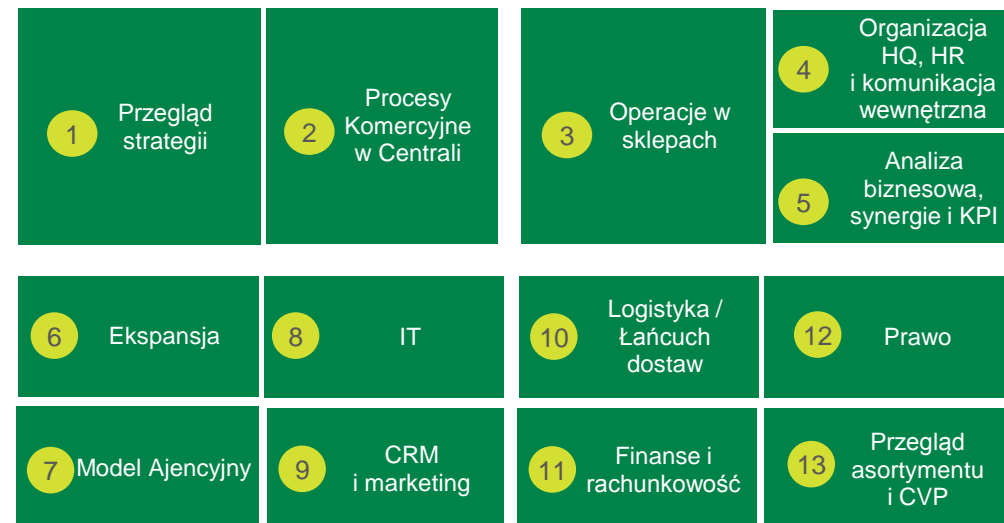 1
Przegląd
strategii
2
Procesy
Komercyjne
w Centrali
3
Operacje w
sklepach
4
Organizacja
HQ, HR
i komunikacja
wewnętrzna
5
Analiza
biznesowa,
synergie i KPI
6
Ekspansja
7
Model Ajencyjny
8
IT
9
CRM
i marketing
10
Logistyka /
Łańcuch
dostaw
11
Finanse i
rachunkowość
12
Prawo
13
Przegląd
asortymentu
i CVP